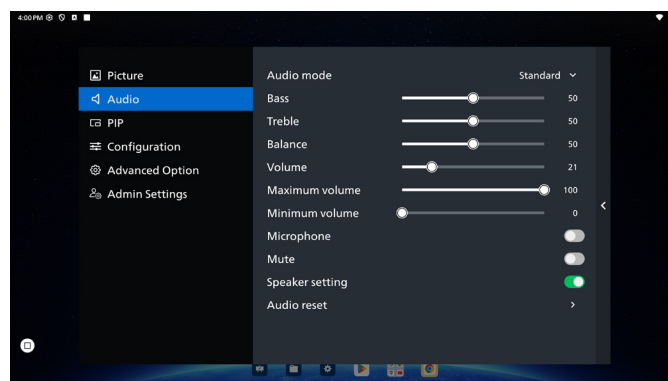 4:00 PM
Picture
Audio
PIP
Configuration
Advanced Option
Admin Settings
Audio mode Standard
Bass 50
Treble 50
Balance 50
Volume 21
Maximum volume 100
Minimum volume 0
Microphone
Mute
Speaker setting
Audio reset